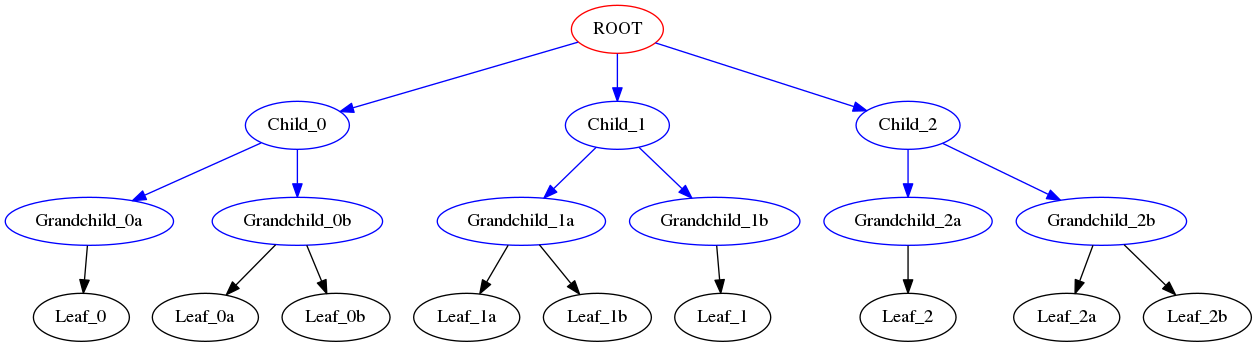 ROOT
Child_0
Child_1
Child_2
Grandchild_0a
Grandchild_0b
Grandchild_1a
Grandchild_1b
Grandchild_2a
Grandchild_2b
Leaf_0
Leaf_0a
Leaf_0b
Leaf_1a
Leaf_1b
Leaf_1
Leaf_2
Leaf_2a
Leaf_2b